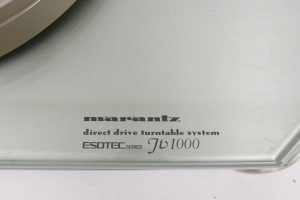 marantz
direct drive turntable system
ESOTEC SERIES Tt1000